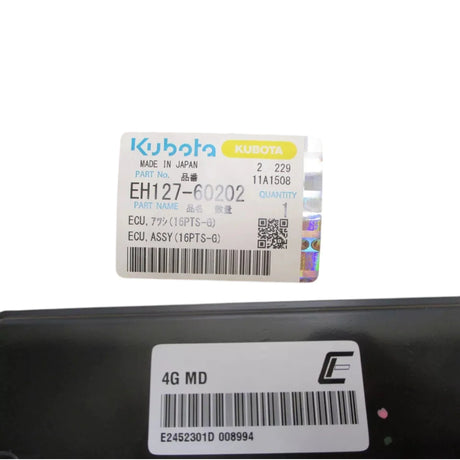 Kubota KUBOTA
MADE IN JAPAN 2 229
PART No. 品番 11A1508
EH127-60202 QUANTITY
PART NAME 品名 数量 1
ECU.アッシ(16PTS-G)
ECU.ASSY(16PTS-G)
4G MD
E2452301D 008994